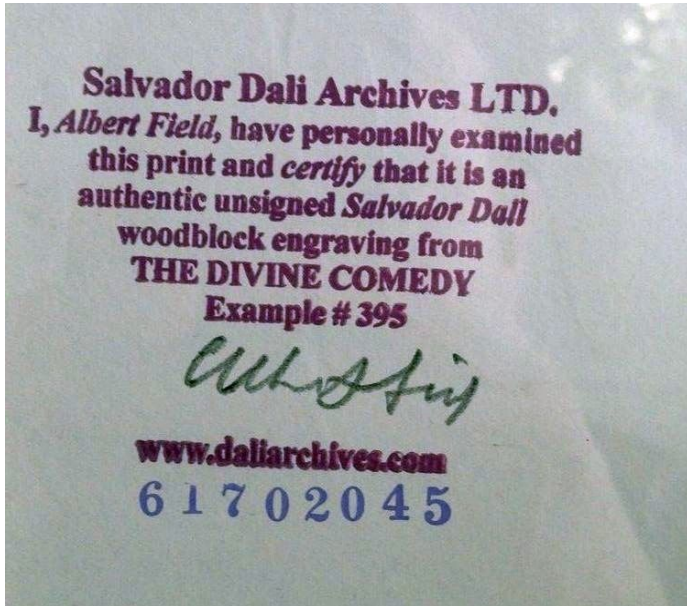 Salvador Dali Archives LTD.
I, Albert Field, have personally examined
this print and certify that it is an
authentic unsigned Salvador Dali
woodblock engraving from
THE DIVINE COMEDY
Example # 395
www.daliarchives.com
61702045